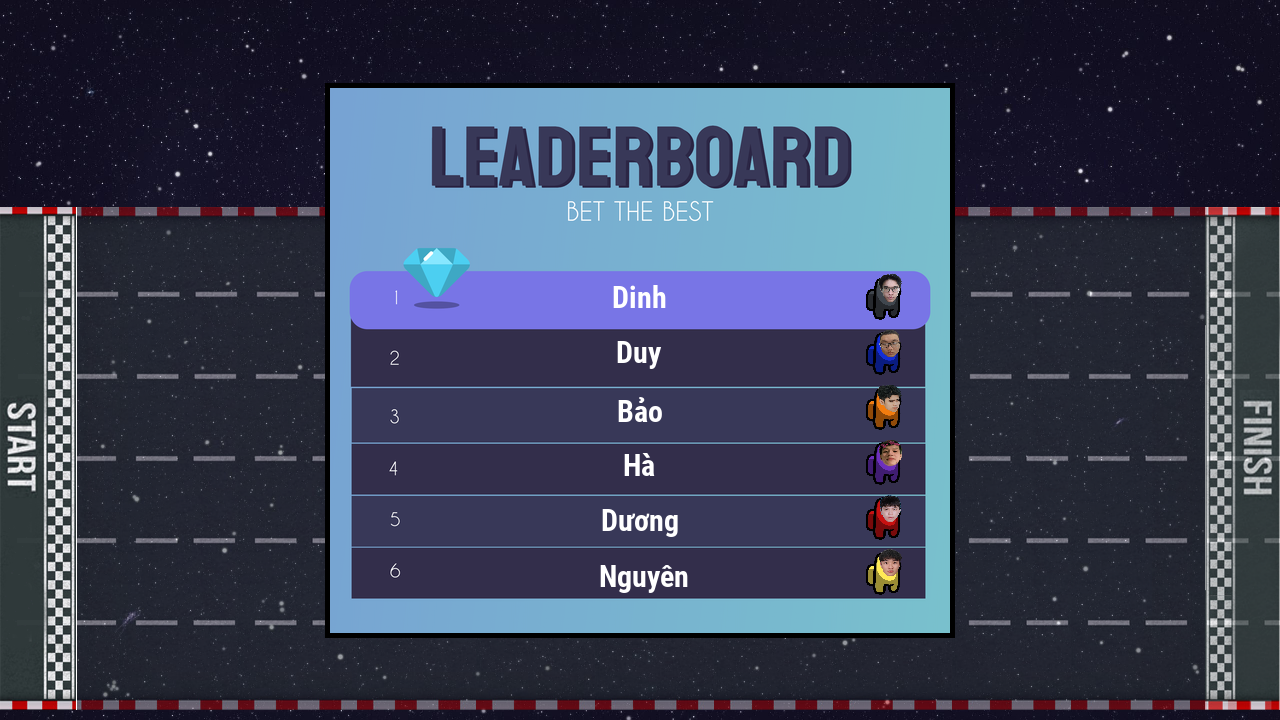 LEADERBOARD
BET THE BEST
1 Dinh
2 Duy
3 Bảo
4 Hà
5 Dương
6 Nguyên
START
FINISH